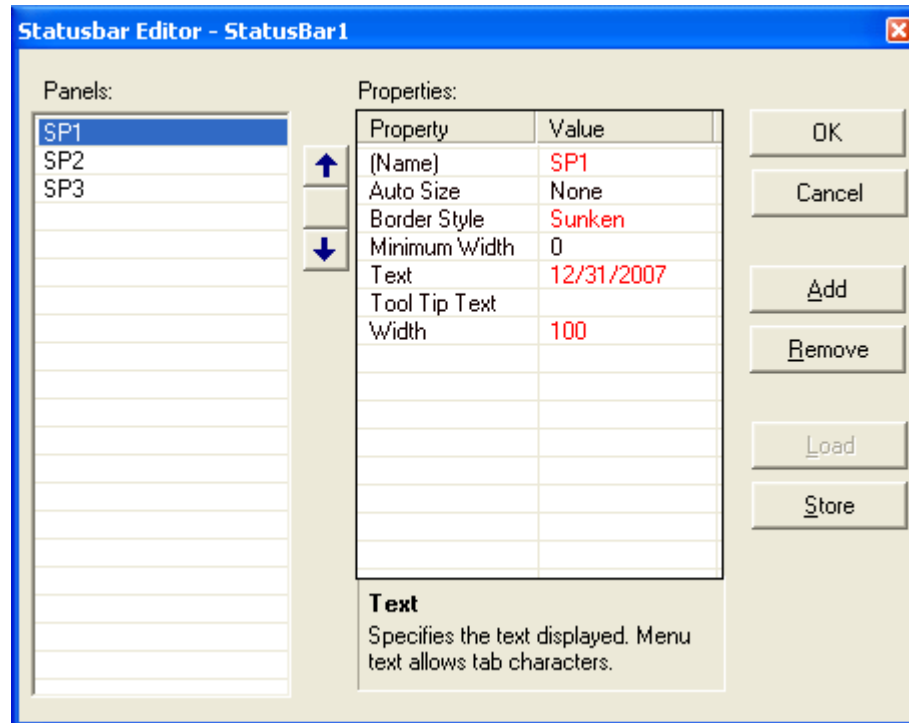 Statusbar Editor - StatusBar1
Panels:
SP1
SP2
SP3
Properties:
Property Value
(Name) SP1
Auto Size None
Border Style Sunken
Minimum Width 0
Text 12/31/2007
Tool Tip Text
Width 100
Text
Specifies the text displayed. Menu
text allows tab characters.
OK
Cancel
Add
Remove
Load
Store